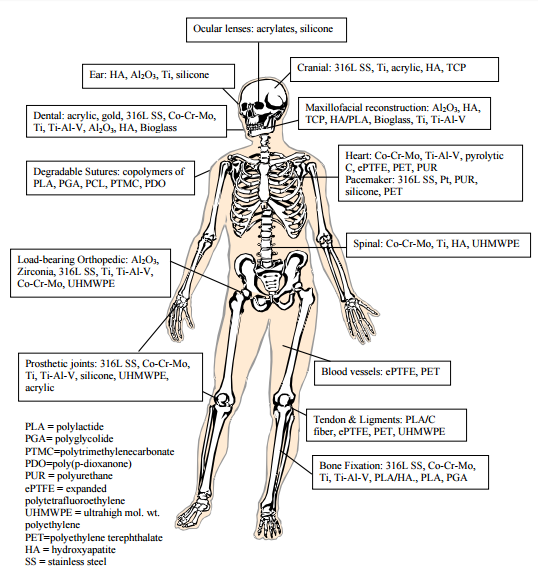 Ocular lenses: acrylates, silicone
Cranial: 316L SS, Ti, acrylic, HA, TCP
Ear: HA, Al₂O₃, Ti, silicone
Maxillofacial reconstruction: Al₂O₃, HA,
TCP, HA/PLA, Bioglass, Ti, Ti-Al-V
Dental: acrylic, gold, 316L SS, Co-Cr-Mo,
Ti, Ti-Al-V, Al₂O₃, HA, Bioglass
Heart: Co-Cr-Mo, Ti-Al-V, pyrolytic
C, ePTFE, PET, PUR
Pacemaker: 316L SS, Pt, PUR,
silicone, PET
Degradable Sutures: copolymers of
PLA, PGA, PCL, PTMC, PDO
Spinal: Co-Cr-Mo, Ti, HA, UHMWPE
Load-bearing Orthopedic: Al₂O₃,
Zirconia, 316L SS, Ti, Ti-Al-V,
Co-Cr-Mo, UHMWPE
Prosthetic joints: 316L SS, Co-Cr-Mo,
Ti, Ti-Al-V, silicone, UHMWPE,
acrylic
Blood vessels: ePTFE, PET
Tendon & Ligments: PLA/C
fiber, ePTFE, PET, UHMWPE
Bone Fixation: 316L SS, Co-Cr-Mo,
Ti, Ti-Al-V, PLA/HA., PLA, PGA
PLA = polylactide
PGA= polyglycolide
PTMC=polytrimethylenecarbonate
PDO=poly(p-dioxanone)
PUR = polyurethane
ePTFE = expanded
polytetrafluoroethylene
UHMWPE = ultrahigh mol. wt.
polyethylene
PET=polyethylene terephthalate
HA = hydroxyapatite
SS = stainless steel